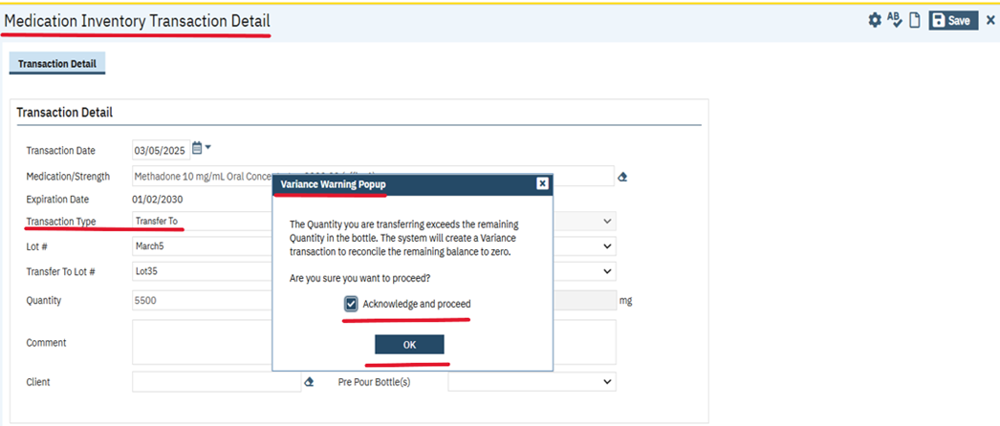 Medication Inventory Transaction Detail
AB
Save
Transaction Detail
Transaction Detail
Transaction Date 03/05/2025
Medication/Strength Methadone 10 mg/mL Oral
Variance Warning Popup
Expiration Date 01/02/2030
Transaction Type Transfer To
Lot # March5
Transfer To Lot # Lot35
Quantity 5500
mg
The Quantity you are transferring exceeds the remaining
Quantity in the bottle. The system will create a Variance
transaction to reconcile the remaining balance to zero.
Are you sure you want to proceed?
Acknowledge and proceed
OK
Comment
Client
Pre Pour Bottle(s)